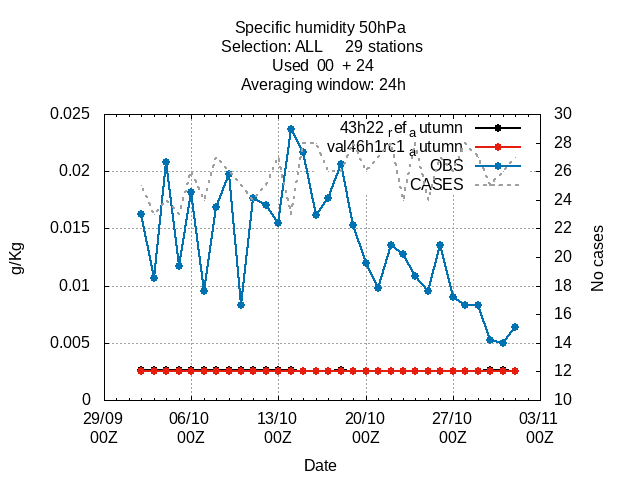 Specific humidity 50hPa
Selection: ALL 29 stations
Used 00 + 24
Averaging window: 24h
0.025
0.02
0.015
0.01
0.005
0
30
28
26
24
22
20
18
16
14
12
10
43h22_ref_autumn
val46h1rc1_autumn
OBS
CASES
g/Kg
No cases
29/09 06/10 13/10 20/10 27/10 03/11
00Z 00Z 00Z 00Z 00Z 00Z
Date